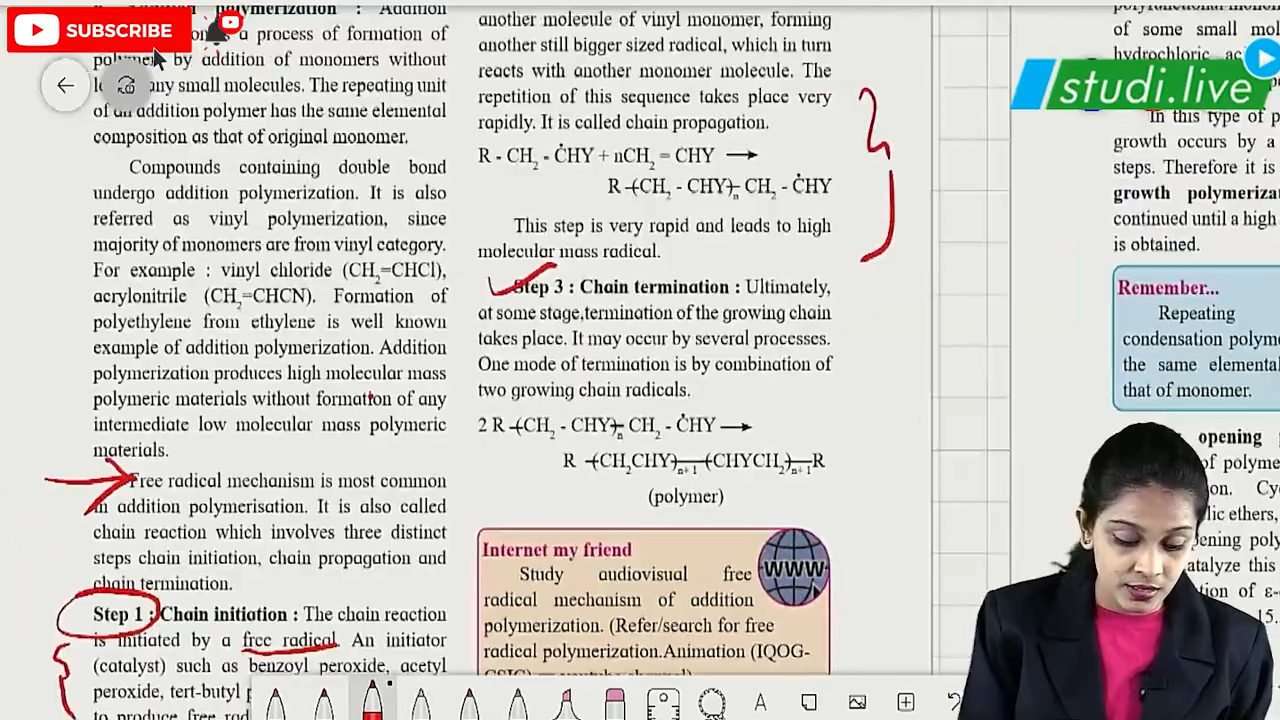 SUBSCRIBE
studi.live
polymerization : Addition
a process of formation of
by addition of monomers without
any small molecules. The repeating unit
of an addition polymer has the same elemental
composition as that of original monomer.
Compounds containing double bond
undergo addition polymerization. It is also
referred as vinyl polymerization, since
majority of monomers are from vinyl category.
For example : vinyl chloride (CH₂=CHCl),
acrylonitrile (CH₂=CHCN). Formation of
polyethylene from ethylene is well known
example of addition polymerization. Addition
polymerization produces high molecular mass
polymeric materials without formation of any
intermediate low molecular mass polymeric
materials.
Free radical mechanism is most common
in addition polymerisation. It is also called
chain reaction which involves three distinct
steps chain initiation, chain propagation and
chain termination.
Step 1 : Chain initiation : The chain reaction
is initiated by a free radical. An initiator
(catalyst) such as benzoyl peroxide, acetyl
peroxide, tert-butyl
to produce free
another molecule of vinyl monomer, forming
another still bigger sized radical, which in turn
reacts with another monomer molecule. The
repetition of this sequence takes place very
rapidly. It is called chain propagation.
R - CH₂ - ĊHY + nCH₂ = CHY ⟶
R-(CH₂ - CHY)ₙ CH₂ - ĊHY
This step is very rapid and leads to high
molecular mass radical.
Step 3 : Chain termination : Ultimately,
at some stage,termination of the growing chain
takes place. It may occur by several processes.
One mode of termination is by combination of
two growing chain radicals.
2 R-(CH₂ - CHY)ₙ CH₂ - ĊHY ⟶
R -(CH₂CHY)ₙ₊₁(CHYCH₂)ₙ₊₁R
(polymer)
Internet my friend
WWW
Study audiovisual free
radical mechanism of addition
polymerization. (Refer/search for free
radical polymerization.Animation (IQOG-
of some small
hydrochloric
In this type of
growth occurs by a
steps. Therefore it is
growth
continued until a high
is obtained.
Remember...
Repeating
condensation
the same elemental
that of monomer.
opening
of
ethers,
this
of ε-
15.
A